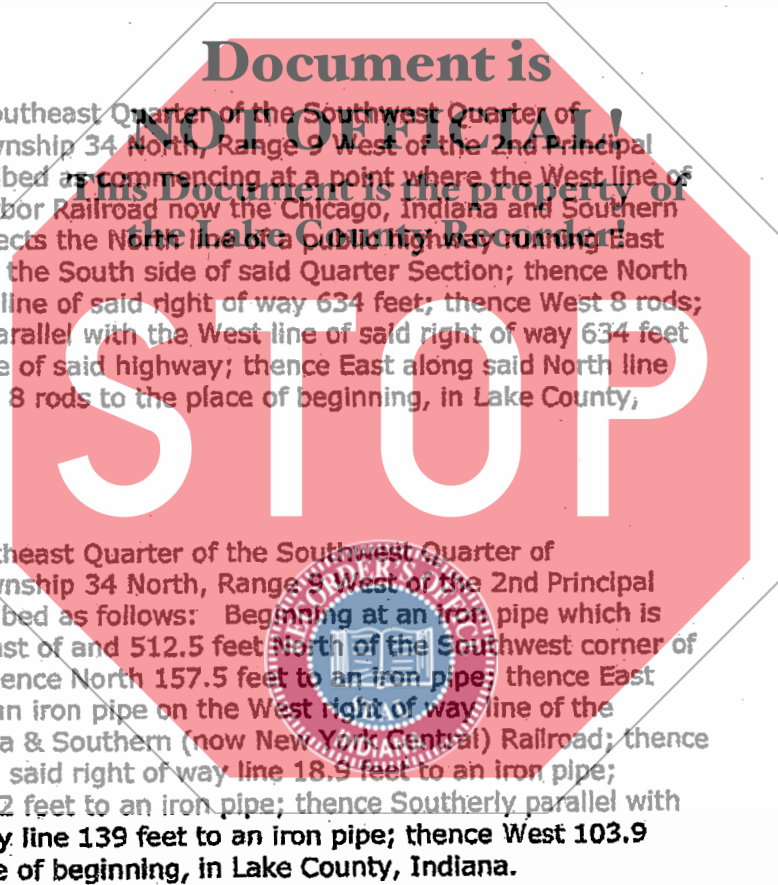 Document is
outheast Quarter of the Southwest Quarter of
NOT OFFICIAL!
wnship 34 North, Range 9 West of the 2nd Principal
bed as commencing at a point where the West line of
This Document is the property of
bor Railroad now the Chicago, Indiana and Southern
the Lake County Recorder!
ects the North line of a public highway running East
the South side of said Quarter Section; thence North
line of said right of way 634 feet; thence West 8 rods;
arallel with the West line of said right of way 634 feet
e of said highway; thence East along said North line
8 rods to the place of beginning, in Lake County,
STOP
theast Quarter of the Southwest Quarter of
wnship 34 North, Range 9 West of the 2nd Principal
bed as follows: Beginning at an iron pipe which is
ast of and 512.5 feet North of the Southwest corner of
ence North 157.5 feet to an iron pipe; thence East
an iron pipe on the West right of way line of the
a & Southern (now New York Central) Railroad; thence
said right of way line 18.9 feet to an iron pipe;
2 feet to an iron pipe; thence Southerly parallel with
y line 139 feet to an iron pipe; thence West 103.9
e of beginning, in Lake County, Indiana.
INDIANA